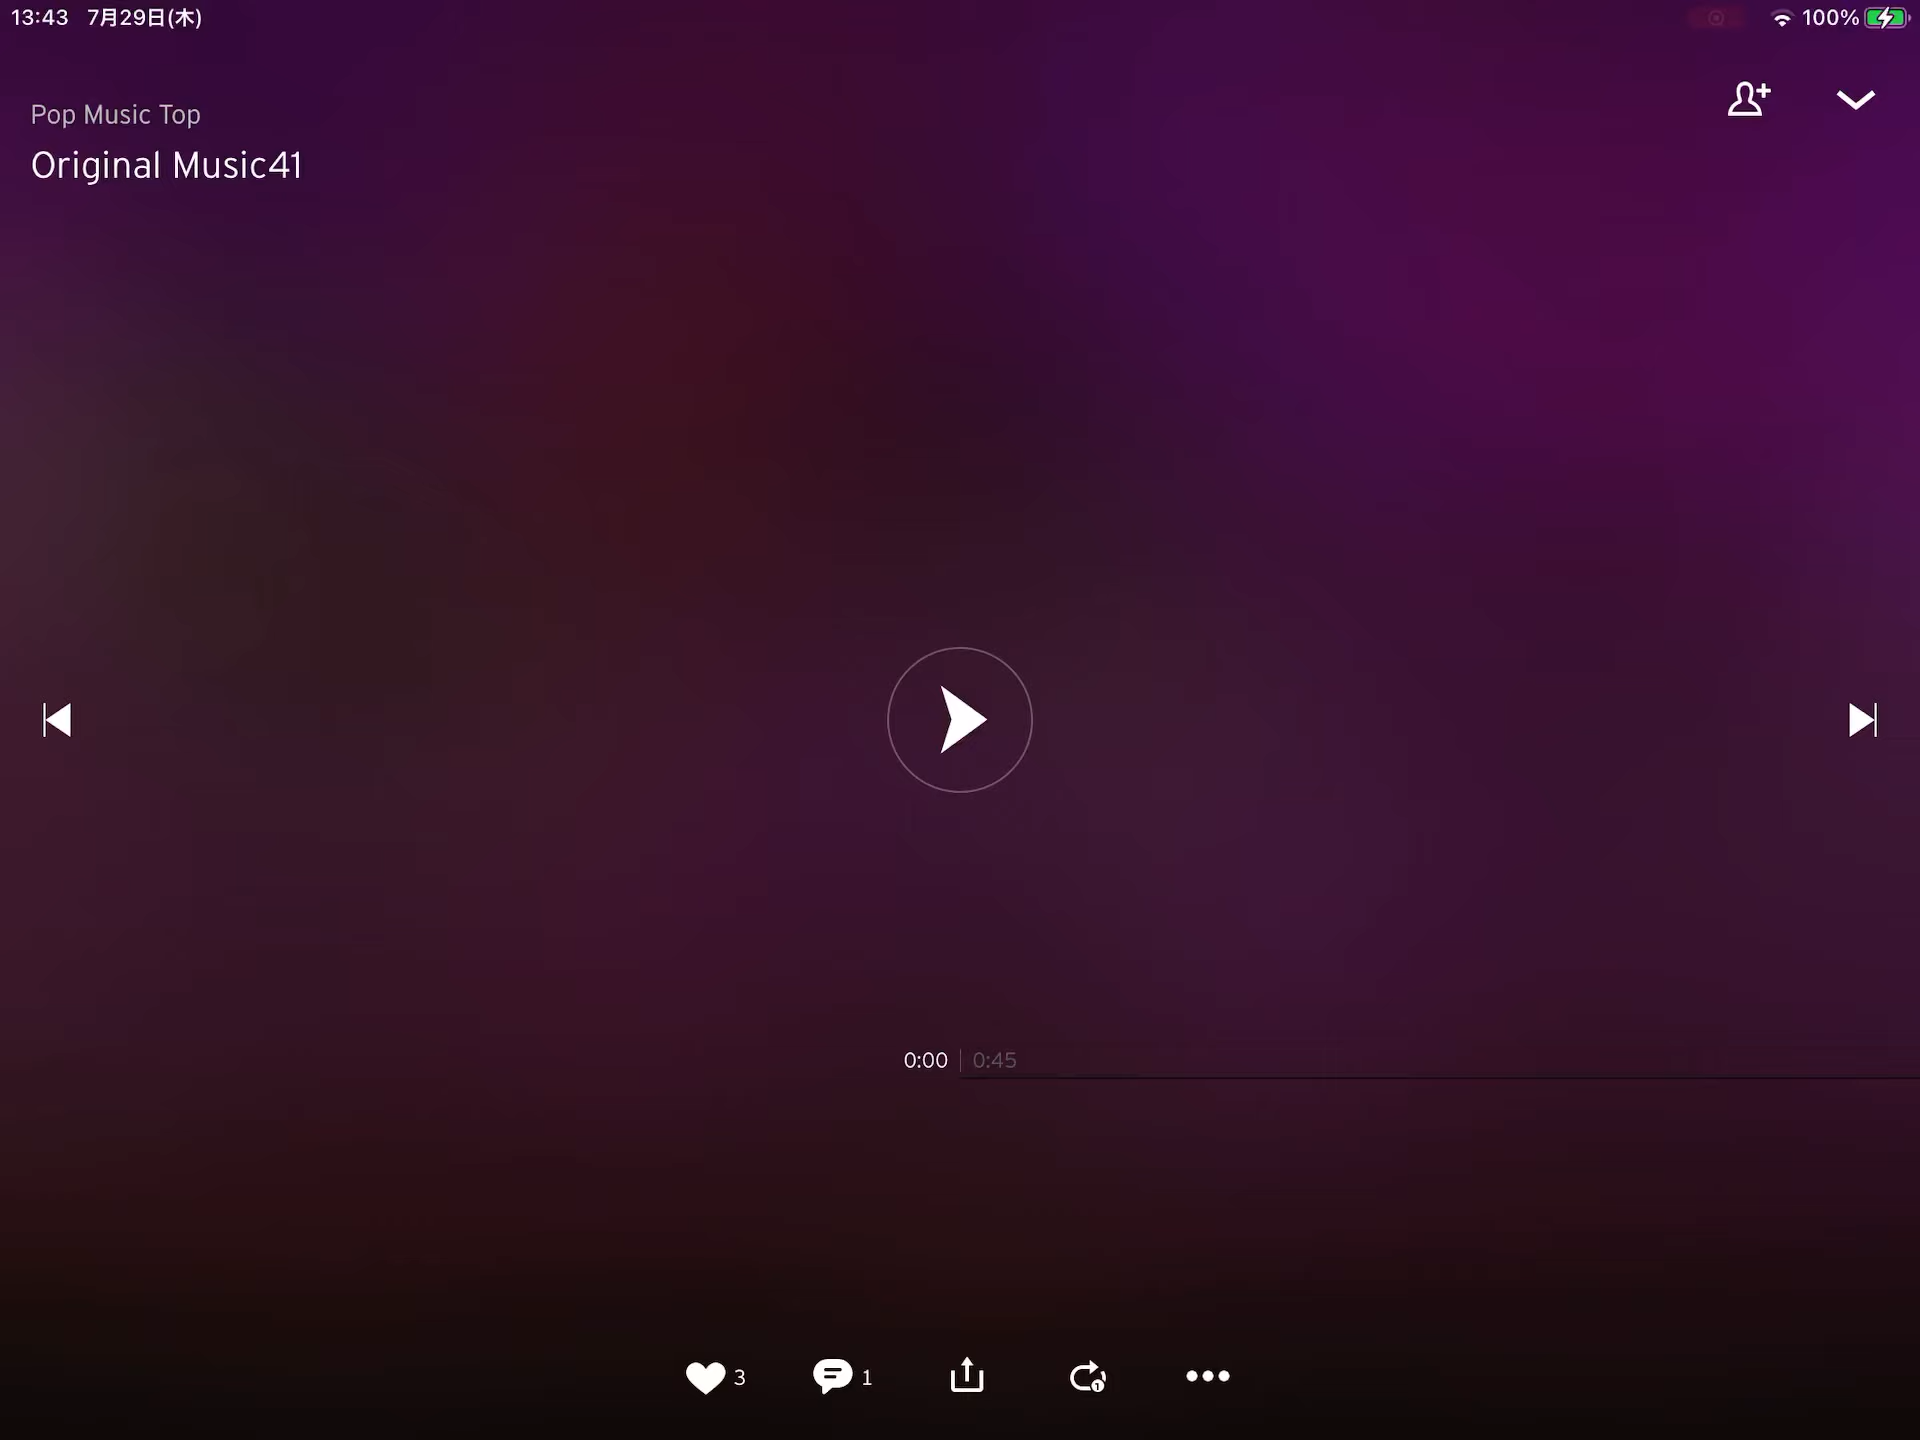 13:43 7月29日(木) 100%
Pop Music Top
Original Music41
0:00 0:45
3 1 1